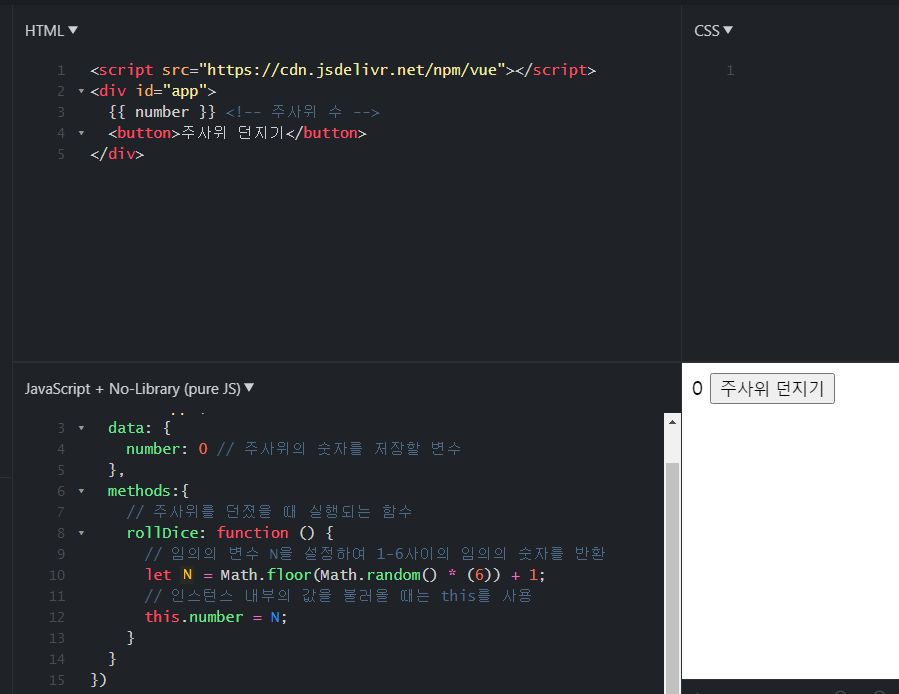 HTML▼
1 <script src="https://cdn.jsdelivr.net/npm/vue"></script>
2 ▾ <div id="app">
3 {{ number }} <!-- 주사위 수 -->
4 ▾ <button>주사위 던지기</button>
5 </div>
CSS▼
1
JavaScript + No-Library (pure JS)▼
3 ▾ data: {
4 number: 0 // 주사위의 숫자를 저장할 변수
5 },
6 ▾ methods:{
7 // 주사위를 던졌을 때 실행되는 함수
8 ▾ rollDice: function () {
9 // 임의의 변수 N을 설정하여 1-6사이의 임의의 숫자를 반환
10 let N = Math.floor(Math.random() * (6)) + 1;
11 // 인스턴스 내부의 값을 불러올 때는 this를 사용
12 this.number = N;
13 }
14 }
15 })
0 주사위 던지기